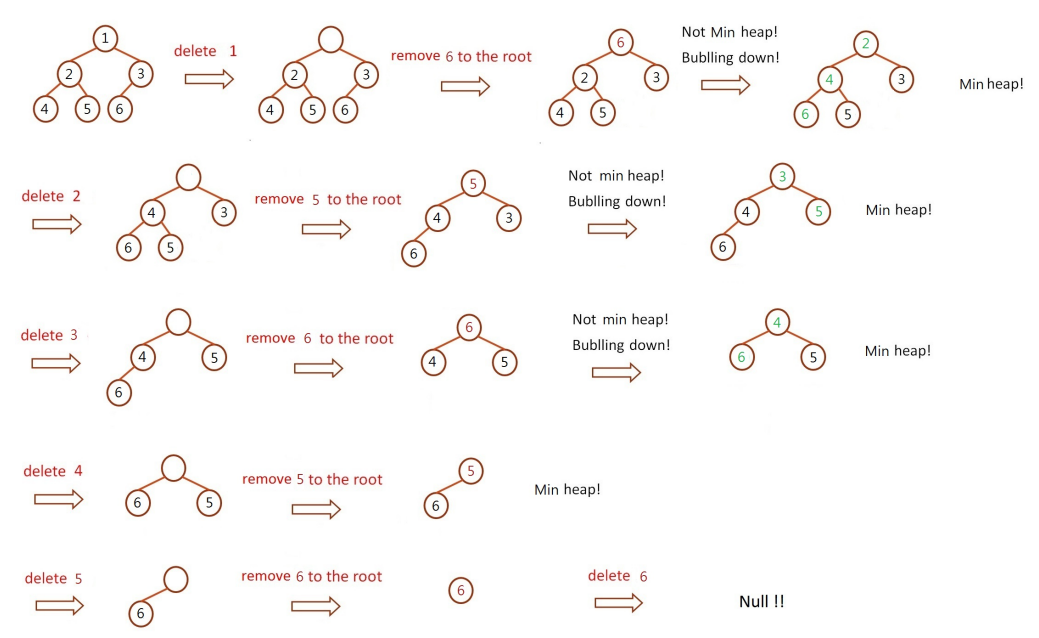 1
2 3
4 5 6
delete 1
2 3
4 5 6
remove 6 to the root
6
2 3
4 5
Not Min heap!
Bublling down!
2
4 3
6 5
Min heap!
delete 2
4 3
6 5
remove 5 to the root
5
4 3
6
Not min heap!
Bublling down!
3
4 5
6
Min heap!
delete 3
4 5
6
remove 6 to the root
6
4 5
Not min heap!
Bublling down!
4
6 5
Min heap!
delete 4
6 5
remove 5 to the root
5
6
Min heap!
delete 5
6
remove 6 to the root
6
delete 6
Null !!